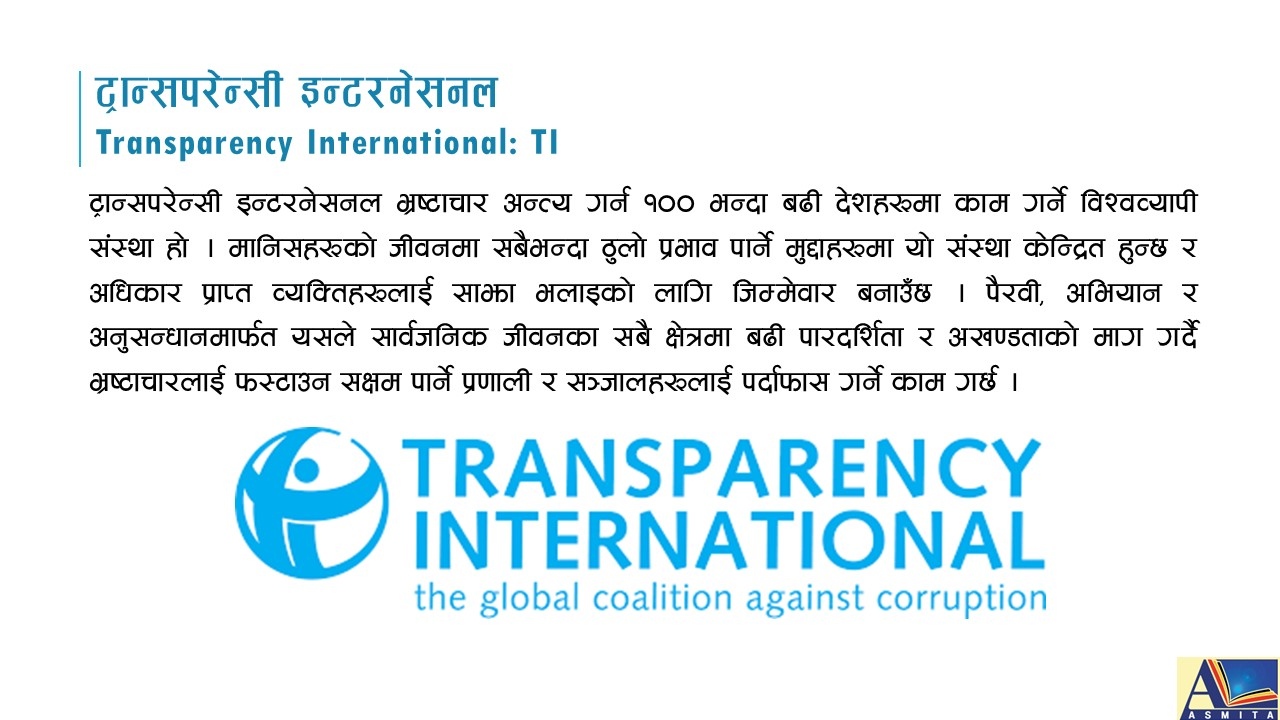 ट्रान्सपरेन्सी इन्टरनेसनल
Transparency International: TI
ट्रान्सपरेन्सी इन्टरनेसनल भ्रष्टाचार अन्त्य गर्न १०० भन्दा बढी देशहरुमा काम गर्ने विश्वव्यापी
संस्था हो । मानिसहरुको जीवनमा सबैभन्दा ठुलो प्रभाव पार्ने मुद्दाहरुमा यो संस्था केन्द्रित हुन्छ र
अधिकार प्राप्त व्यक्तिहरुलाई साझा भलाइको लागि जिम्मेवार बनाउँछ । पैरवी, अभियान र
अनुसन्धानमार्फत यसले सार्वजनिक जीवनका सबै क्षेत्रमा बढी पारदर्शिता र अखण्डताको माग गर्दै
भ्रष्टाचारलाई फस्टाउन सक्षम पार्ने प्रणाली र सञ्जालहरुलाई पर्दाफास गर्ने काम गर्छ ।
TRANSPARENCY
INTERNATIONAL
the global coalition against corruption
ASMITA